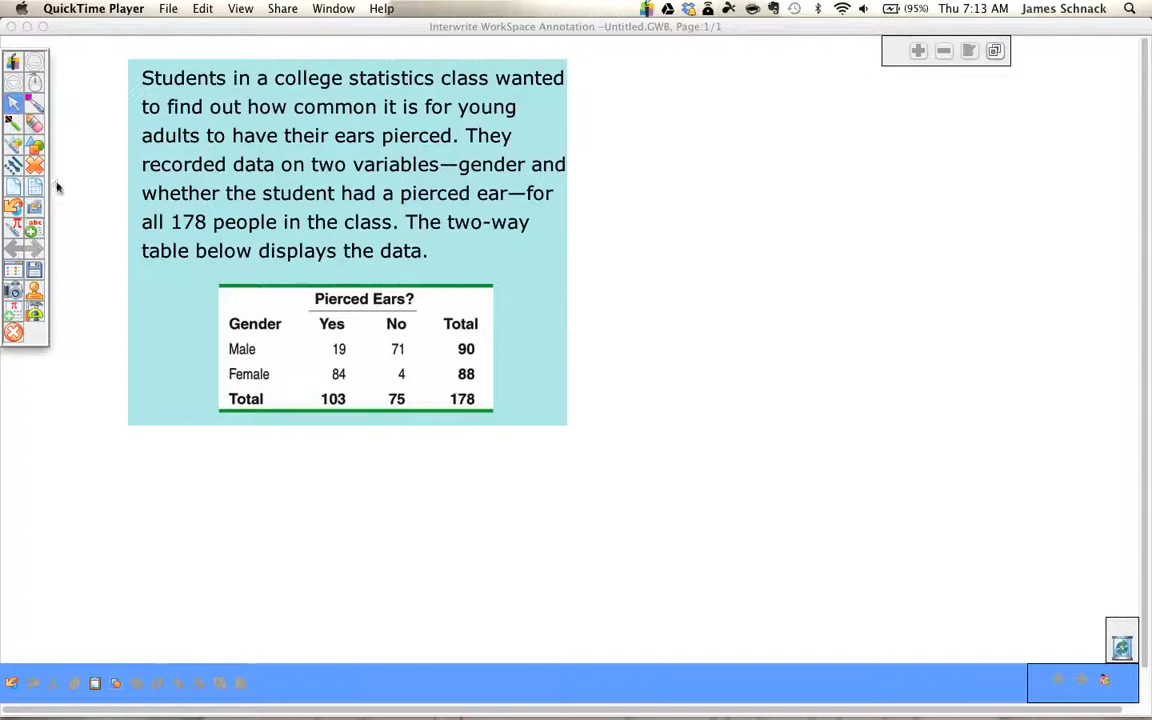 QuickTime Player File Edit View Share Window Help (95%) Thu 7:13 AM James Schnack
Interwrite WorkSpace Annotation -Untitled.GWB, Page:1/1
Students in a college statistics class wanted
to find out how common it is for young
adults to have their ears pierced. They
recorded data on two variables—gender and
whether the student had a pierced ear—for
all 178 people in the class. The two-way
table below displays the data.
Pierced Ears?
Gender Yes No Total
Male 19 71 90
Female 84 4 88
Total 103 75 178